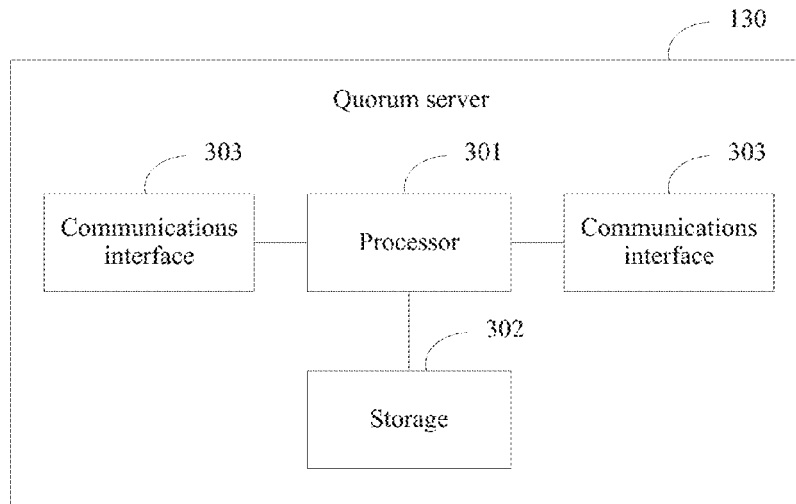 130
Quorum server
303
301
303
Communications
interface
Processor
Communications
interface
302
Storage